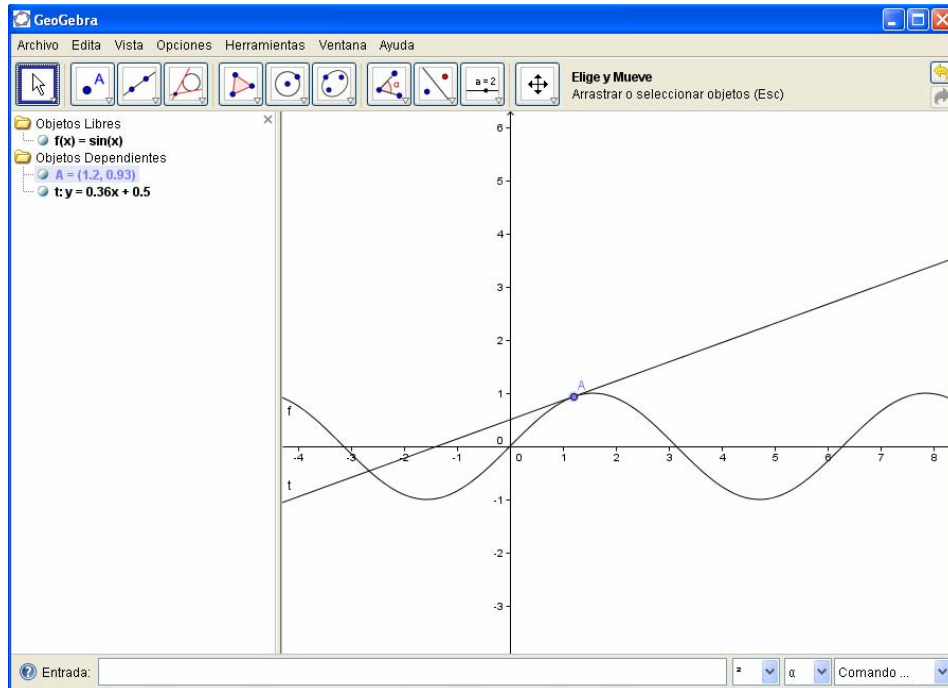 GeoGebra
Archivo Edita Vista Opciones Herramientas Ventana Ayuda
A
α
a = 2
Elige y Mueve
Arrastrar o seleccionar objetos (Esc)
Objetos Libres
f(x) = sin(x)
Objetos Dependientes
A = (1.2, 0.93)
t: y = 0.36x + 0.5
6
5
4
3
2
A
1
f
0
-4 -3 -2 -1 0 1 2 3 4 5 6 7 8
t
-1
-2
-3
Entrada: ² α Comando ...